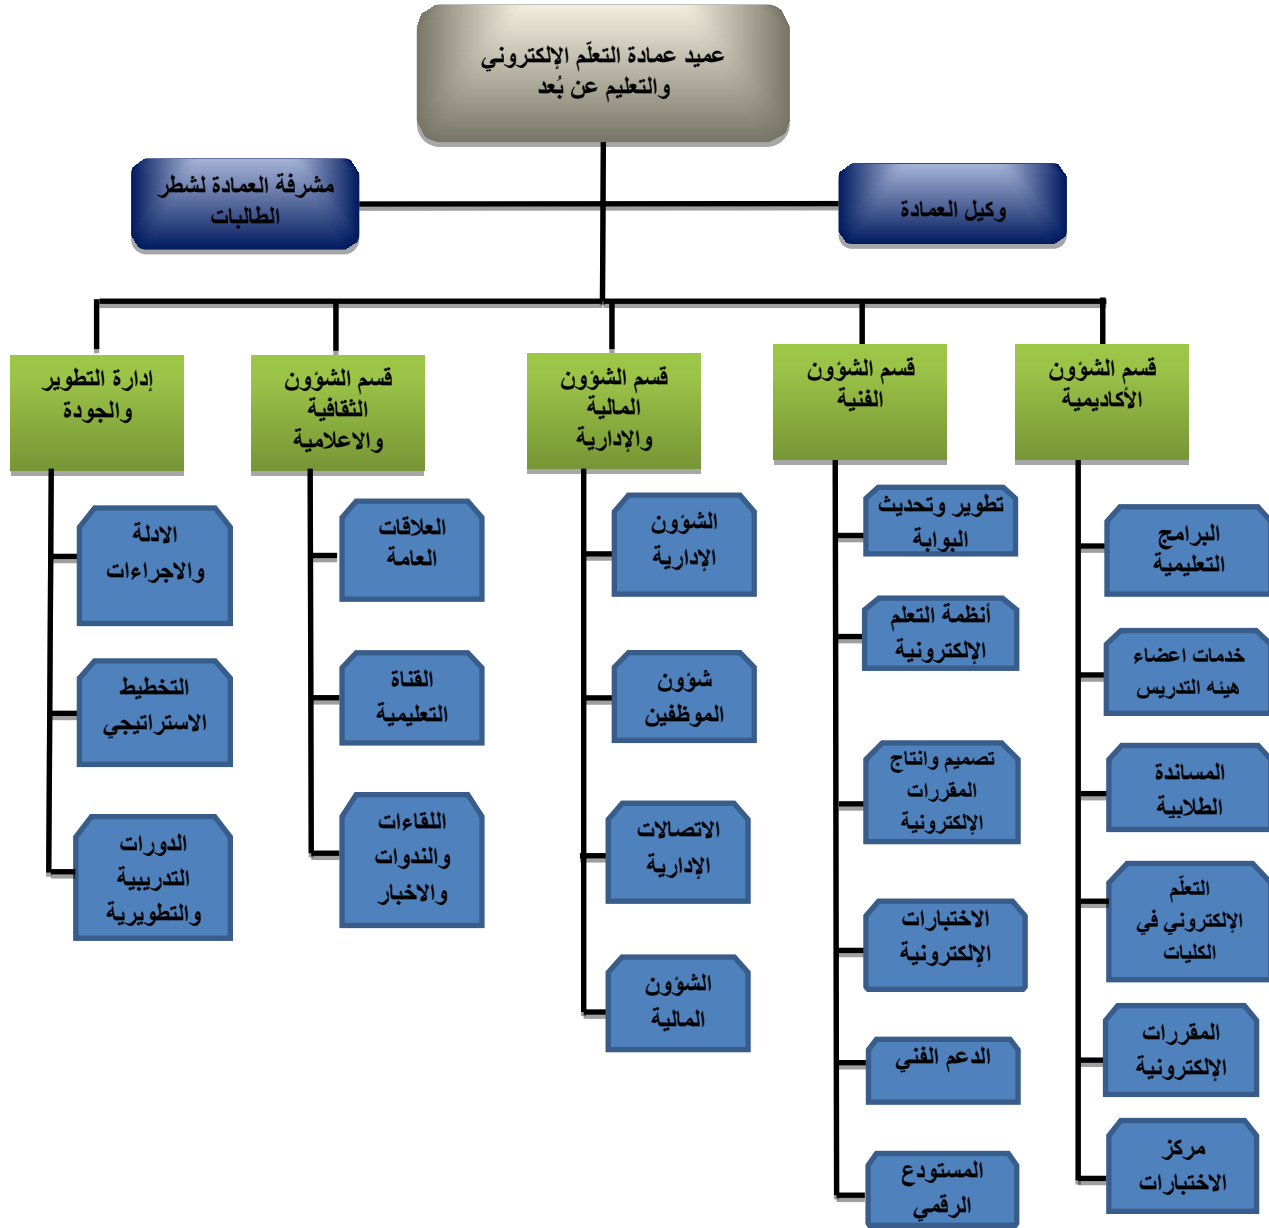 عميد عمادة التعلّم الإلكتروني
والتعليم عن بُعد
وكيل العمادة
مشرفة العمادة لشطر
الطالبات
قسم الشؤون
الأكاديمية
قسم الشؤون
الفنية
قسم الشؤون
المالية
والإدارية
قسم الشؤون
الثقافية
والاعلامية
إدارة التطوير
والجودة
البرامج
التعليمية
خدمات اعضاء
هيئه التدريس
المساندة
الطلابية
التعلّم
الإلكتروني في
الكليات
المقررات
الإلكترونية
مركز
الاختبارات
تطوير وتحديث
البوابة
أنظمة التعلم
الإلكترونية
تصميم وانتاج
المقررات
الإلكترونية
الاختبارات
الإلكترونية
الدعم الفني
المستودع
الرقمي
الشؤون
الإدارية
شؤون
الموظفين
الاتصالات
الإدارية
الشؤون
المالية
العلاقات
العامة
القناة
التعليمية
اللقاءات
والندوات
والاخبار
الادلة
والاجراءات
التخطيط
الاستراتيجي
الدورات
التدريبية
والتطويرية